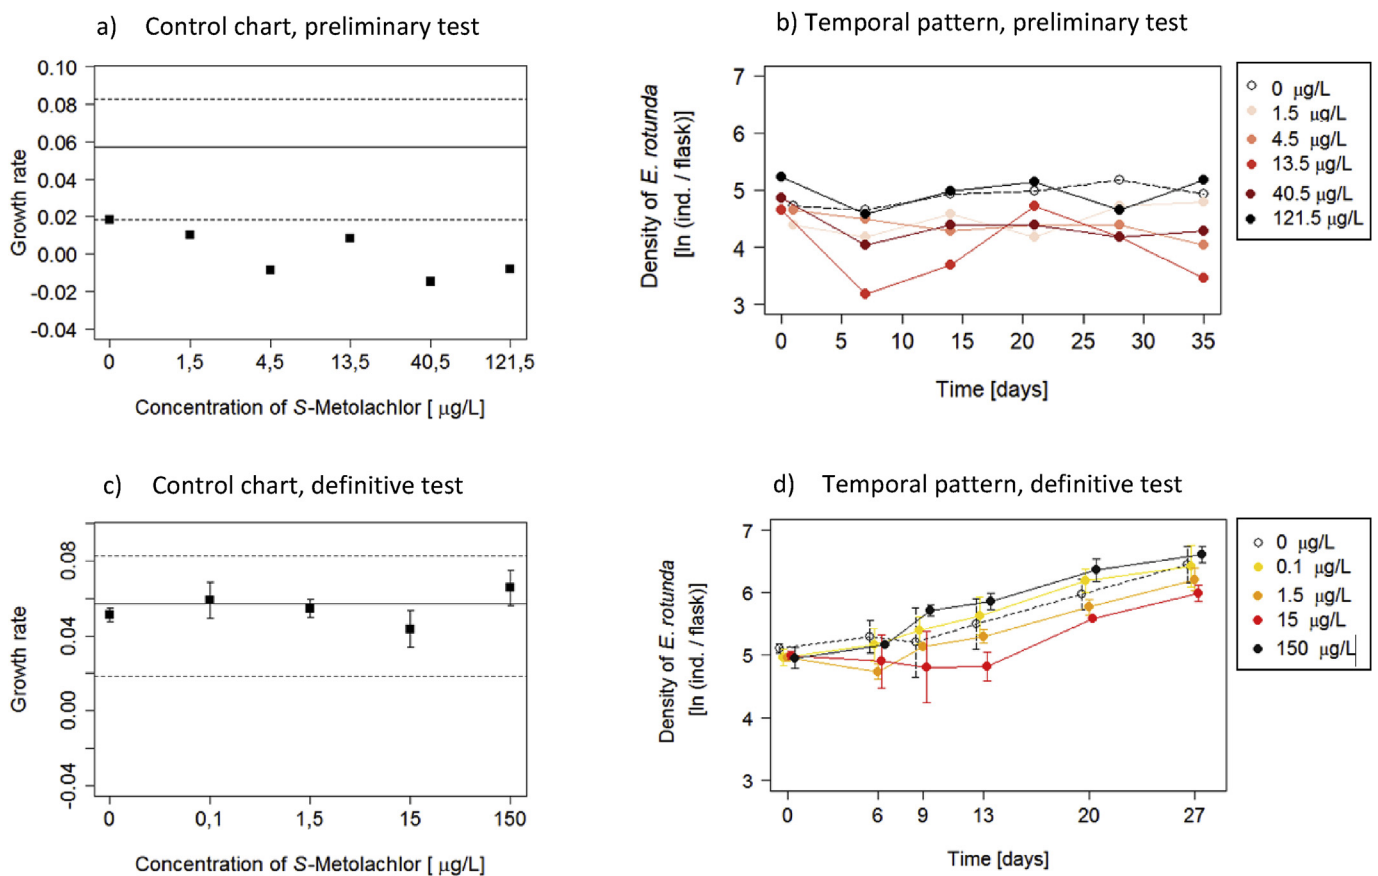 a) Control chart, preliminary test
0.10
0.08
0.06
0.04
0.02
0.00
-0.02
-0.04
Growth rate
0 1,5 4,5 13,5 40,5 121,5
Concentration of S-Metolachlor [ μg/L]
b) Temporal pattern, preliminary test
7
6
5
4
3
Density of E. rotunda
[ln (ind. / flask)]
0 5 10 15 20 25 30 35
Time [days]
0 μg/L
1.5 μg/L
4.5 μg/L
13.5 μg/L
40.5 μg/L
121.5 μg/L
c) Control chart, definitive test
0.08
0.04
0.00
-0.04
Growth rate
0 0,1 1,5 15 150
Concentration of S-Metolachlor [ μg/L]
d) Temporal pattern, definitive test
7
6
5
4
3
Density of E. rotunda
[ln (ind. / flask)]
0 6 9 13 20 27
Time [days]
0 μg/L
0.1 μg/L
1.5 μg/L
15 μg/L
150 μg/L